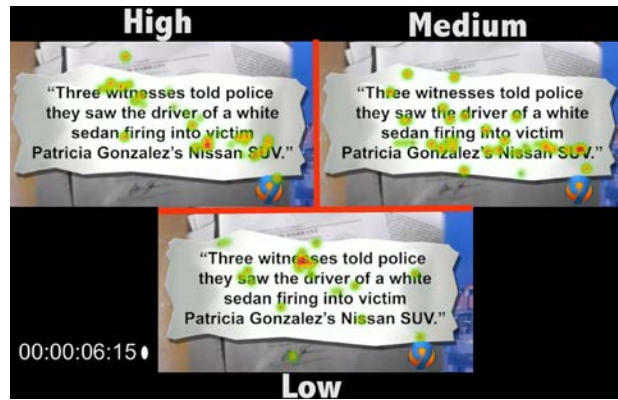 High
Medium
“Three witnesses told police
they saw the driver of a white
sedan firing into victim
Patricia Gonzalez’s Nissan SUV.”
9
“Three witnesses told police
they saw the driver of a white
sedan firing into victim
Patricia Gonzalez’s Nissan SUV.”
9
“Three witnesses told police
they saw the driver of a white
sedan firing into victim
Patricia Gonzalez’s Nissan SUV.”
9
00:00:06:15
Low